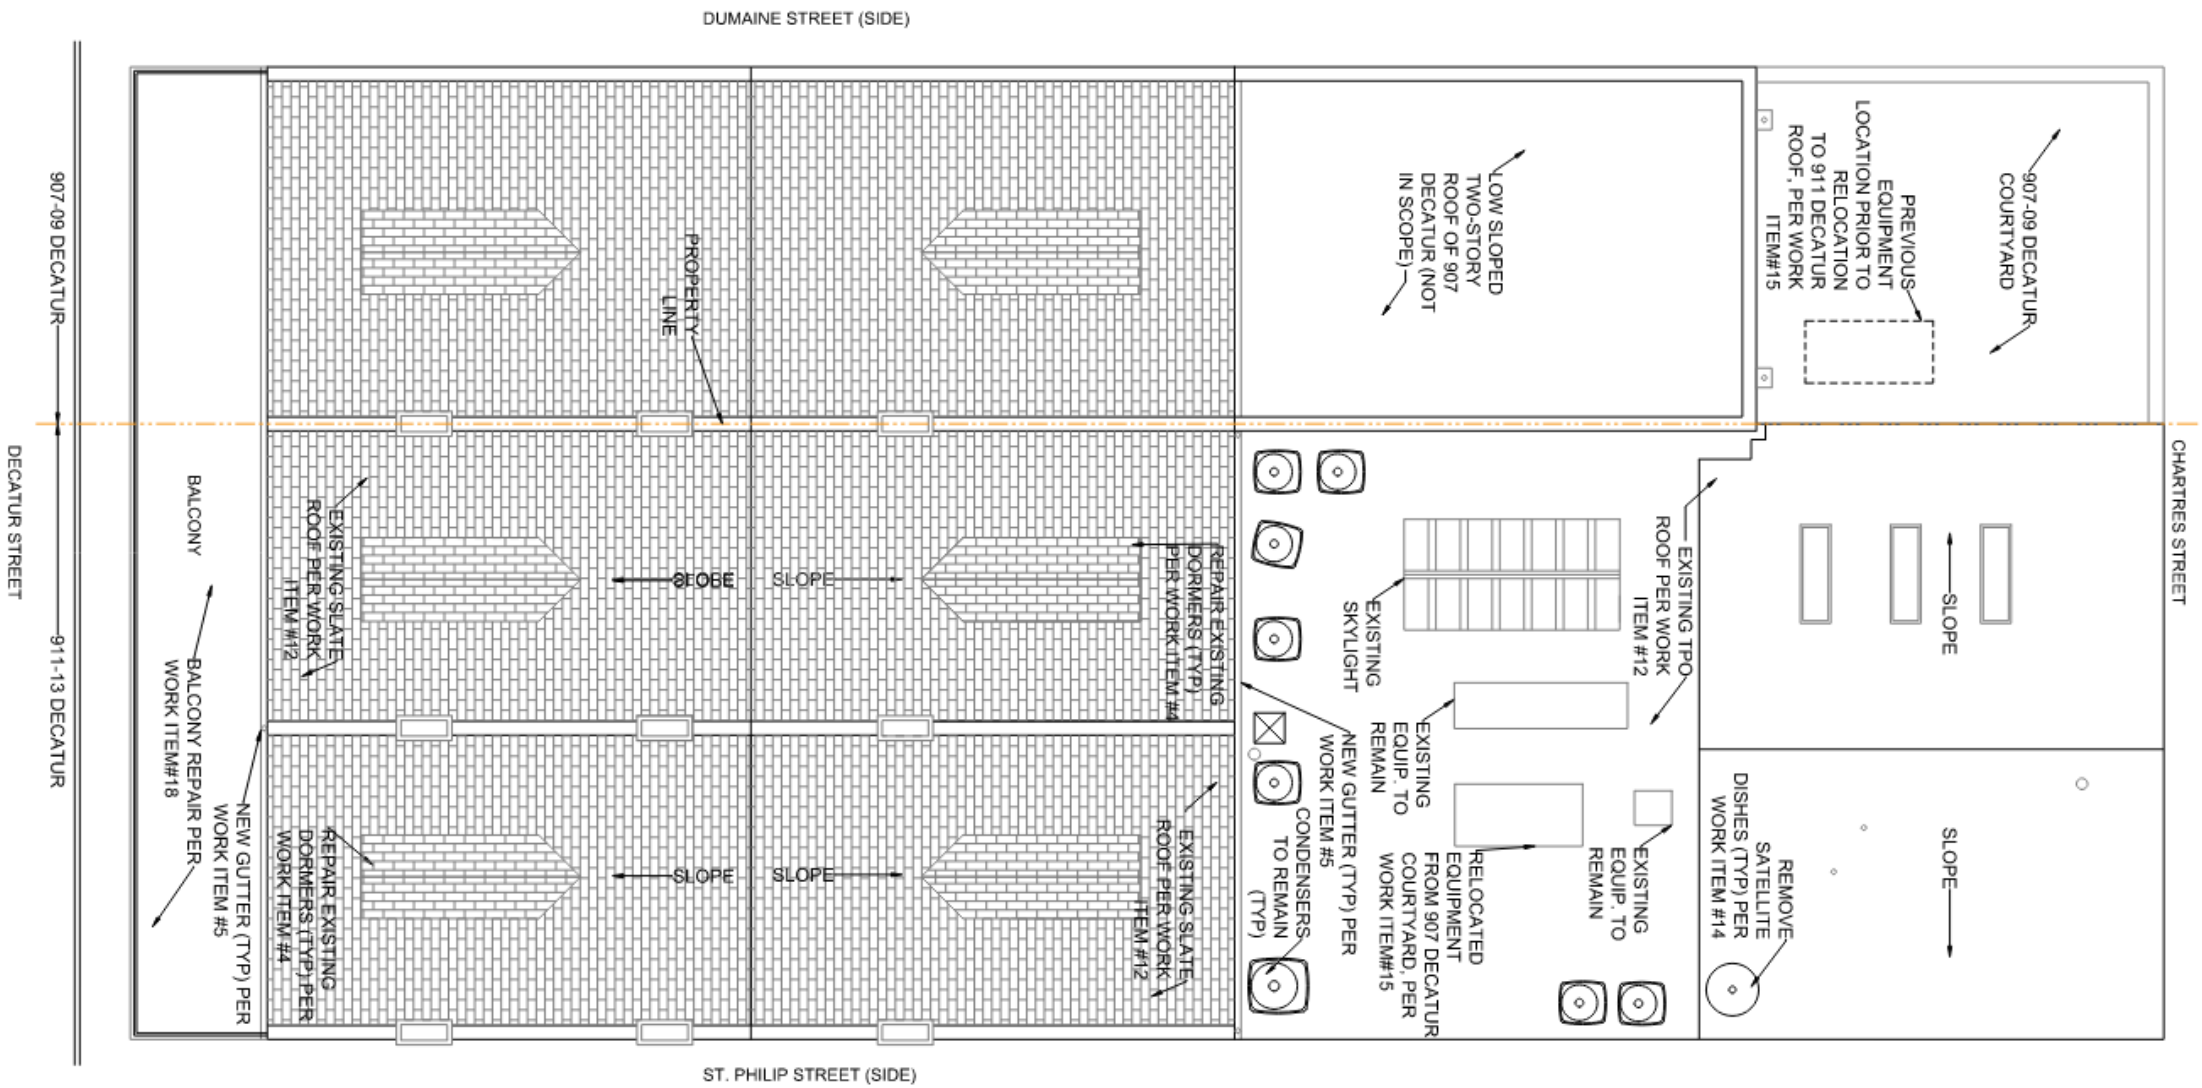 DUMAINE STREET (SIDE)
907-09 DECATUR
911-13 DECATUR
DECATUR STREET
BALCONY
BALCONY REPAIR PER
WORK ITEM#18
NEW GUTTER (TYP) PER
WORK ITEM #5
EXISTING SLATE
ROOF PER WORK
ITEM #12
REPAIR EXISTING
DORMERS (TYP) PER
WORK ITEM #4
PROPERTY
LINE
SLOPE
SLOPE
SLOPE
SLOPE
REPAIR EXISTING
DORMERS (TYP)
PER WORK ITEM #4
EXISTING SLATE
ROOF PER WORK
ITEM #12
LOW SLOPED
TWO-STORY
ROOF OF 907
DECATUR (NOT
IN SCOPE)
907-09 DECATUR
COURTYARD
PREVIOUS
EQUIPMENT
LOCATION PRIOR TO
RELOCATION
TO 911 DECATUR
ROOF, PER WORK
ITEM#15
EXISTING
SKYLIGHT
EXISTING TPO
ROOF PER WORK
ITEM #12
EXISTING
EQUIP. TO
REMAIN
NEW GUTTER (TYP) PER
WORK ITEM #5
CONDENSERS
TO REMAIN
(TYP)
RELOCATED
EQUIPMENT
FROM 907 DECATUR
COURTYARD, PER
WORK ITEM#15
EXISTING
EQUIP. TO
REMAIN
REMOVE
SATELLITE
DISHES (TYP) PER
WORK ITEM #14
SLOPE
SLOPE
CHARTRES STREET
ST. PHILIP STREET (SIDE)